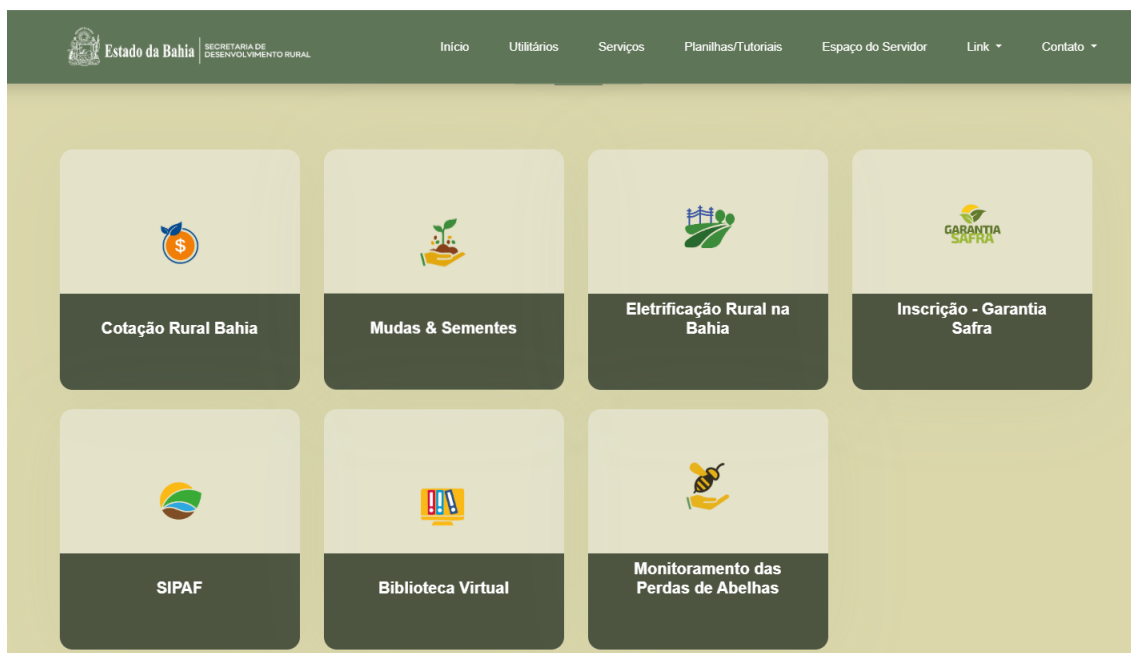 Estado da Bahia
SECRETARIA DE
DESENVOLVIMENTO RURAL
Início
Utilitários
Serviços
Planilhas/Tutoriais
Espaço do Servidor
Link
Contato
$
GARANTIA
SAFRA
Cotação Rural Bahia
Mudas & Sementes
Eletrificação Rural na
Bahia
Inscrição - Garantia
Safra
SIPAF
Biblioteca Virtual
Monitoramento das
Perdas de Abelhas